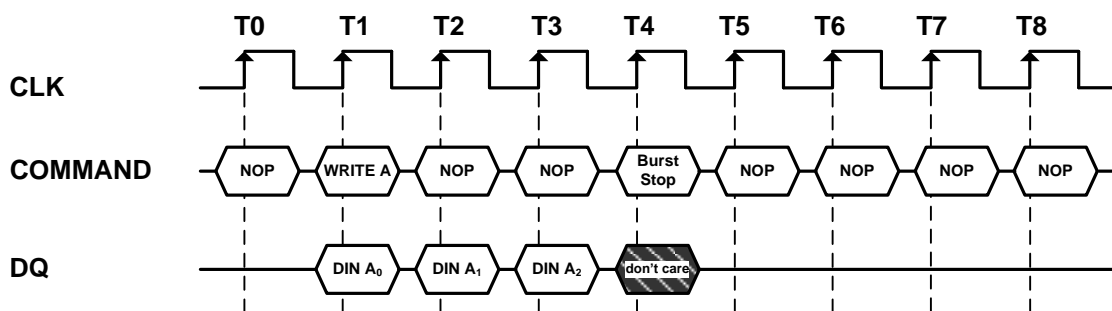 T0 T1 T2 T3 T4 T5 T6 T7 T8
CLK
COMMAND NOP WRITE A NOP NOP Burst Stop NOP NOP NOP NOP
DQ DIN A₀ DIN A₁ DIN A₂ don't care